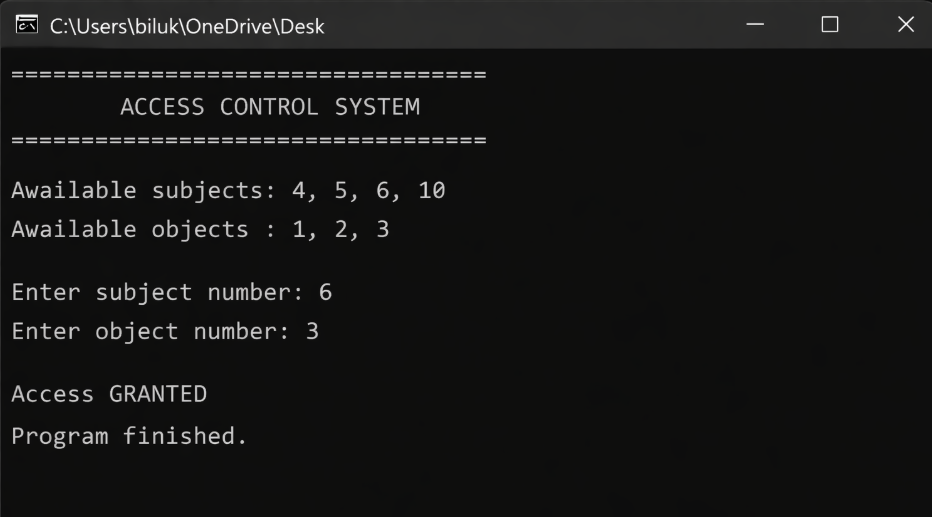 C:\Users\biluk\OneDrive\Desk
==================================
ACCESS CONTROL SYSTEM
==================================
Awailable subjects: 4, 5, 6, 10
Awailable objects : 1, 2, 3
Enter subject number: 6
Enter object number: 3
Access GRANTED
Program finished.